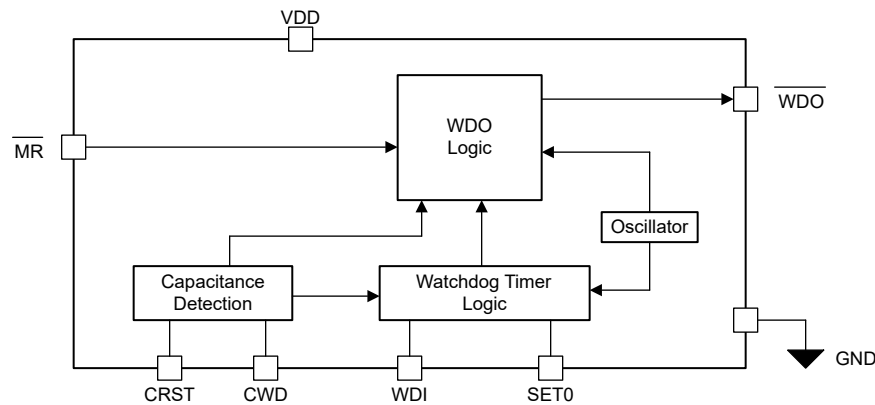 VDD
WDO
MR
WDO
Logic
Oscillator
Capacitance
Detection
Watchdog Timer
Logic
GND
CRST
CWD
WDI
SET0